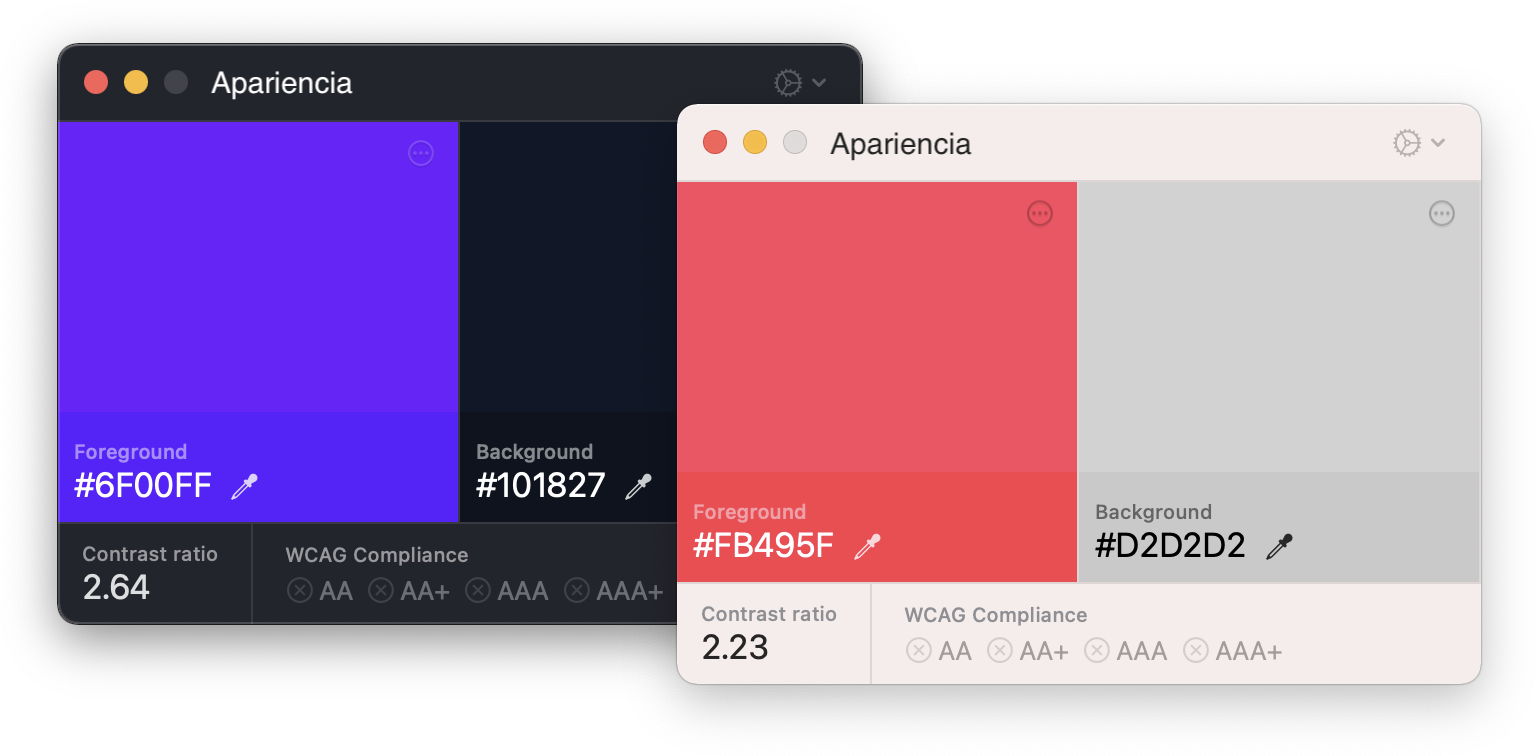 Apariencia
Foreground
#6F00FF
Background
#101827
Contrast ratio
2.64
WCAG Compliance
AA AA+ AAA AAA+
Apariencia
Foreground
#FB495F
Background
#D2D2D2
Contrast ratio
2.23
WCAG Compliance
AA AA+ AAA AAA+